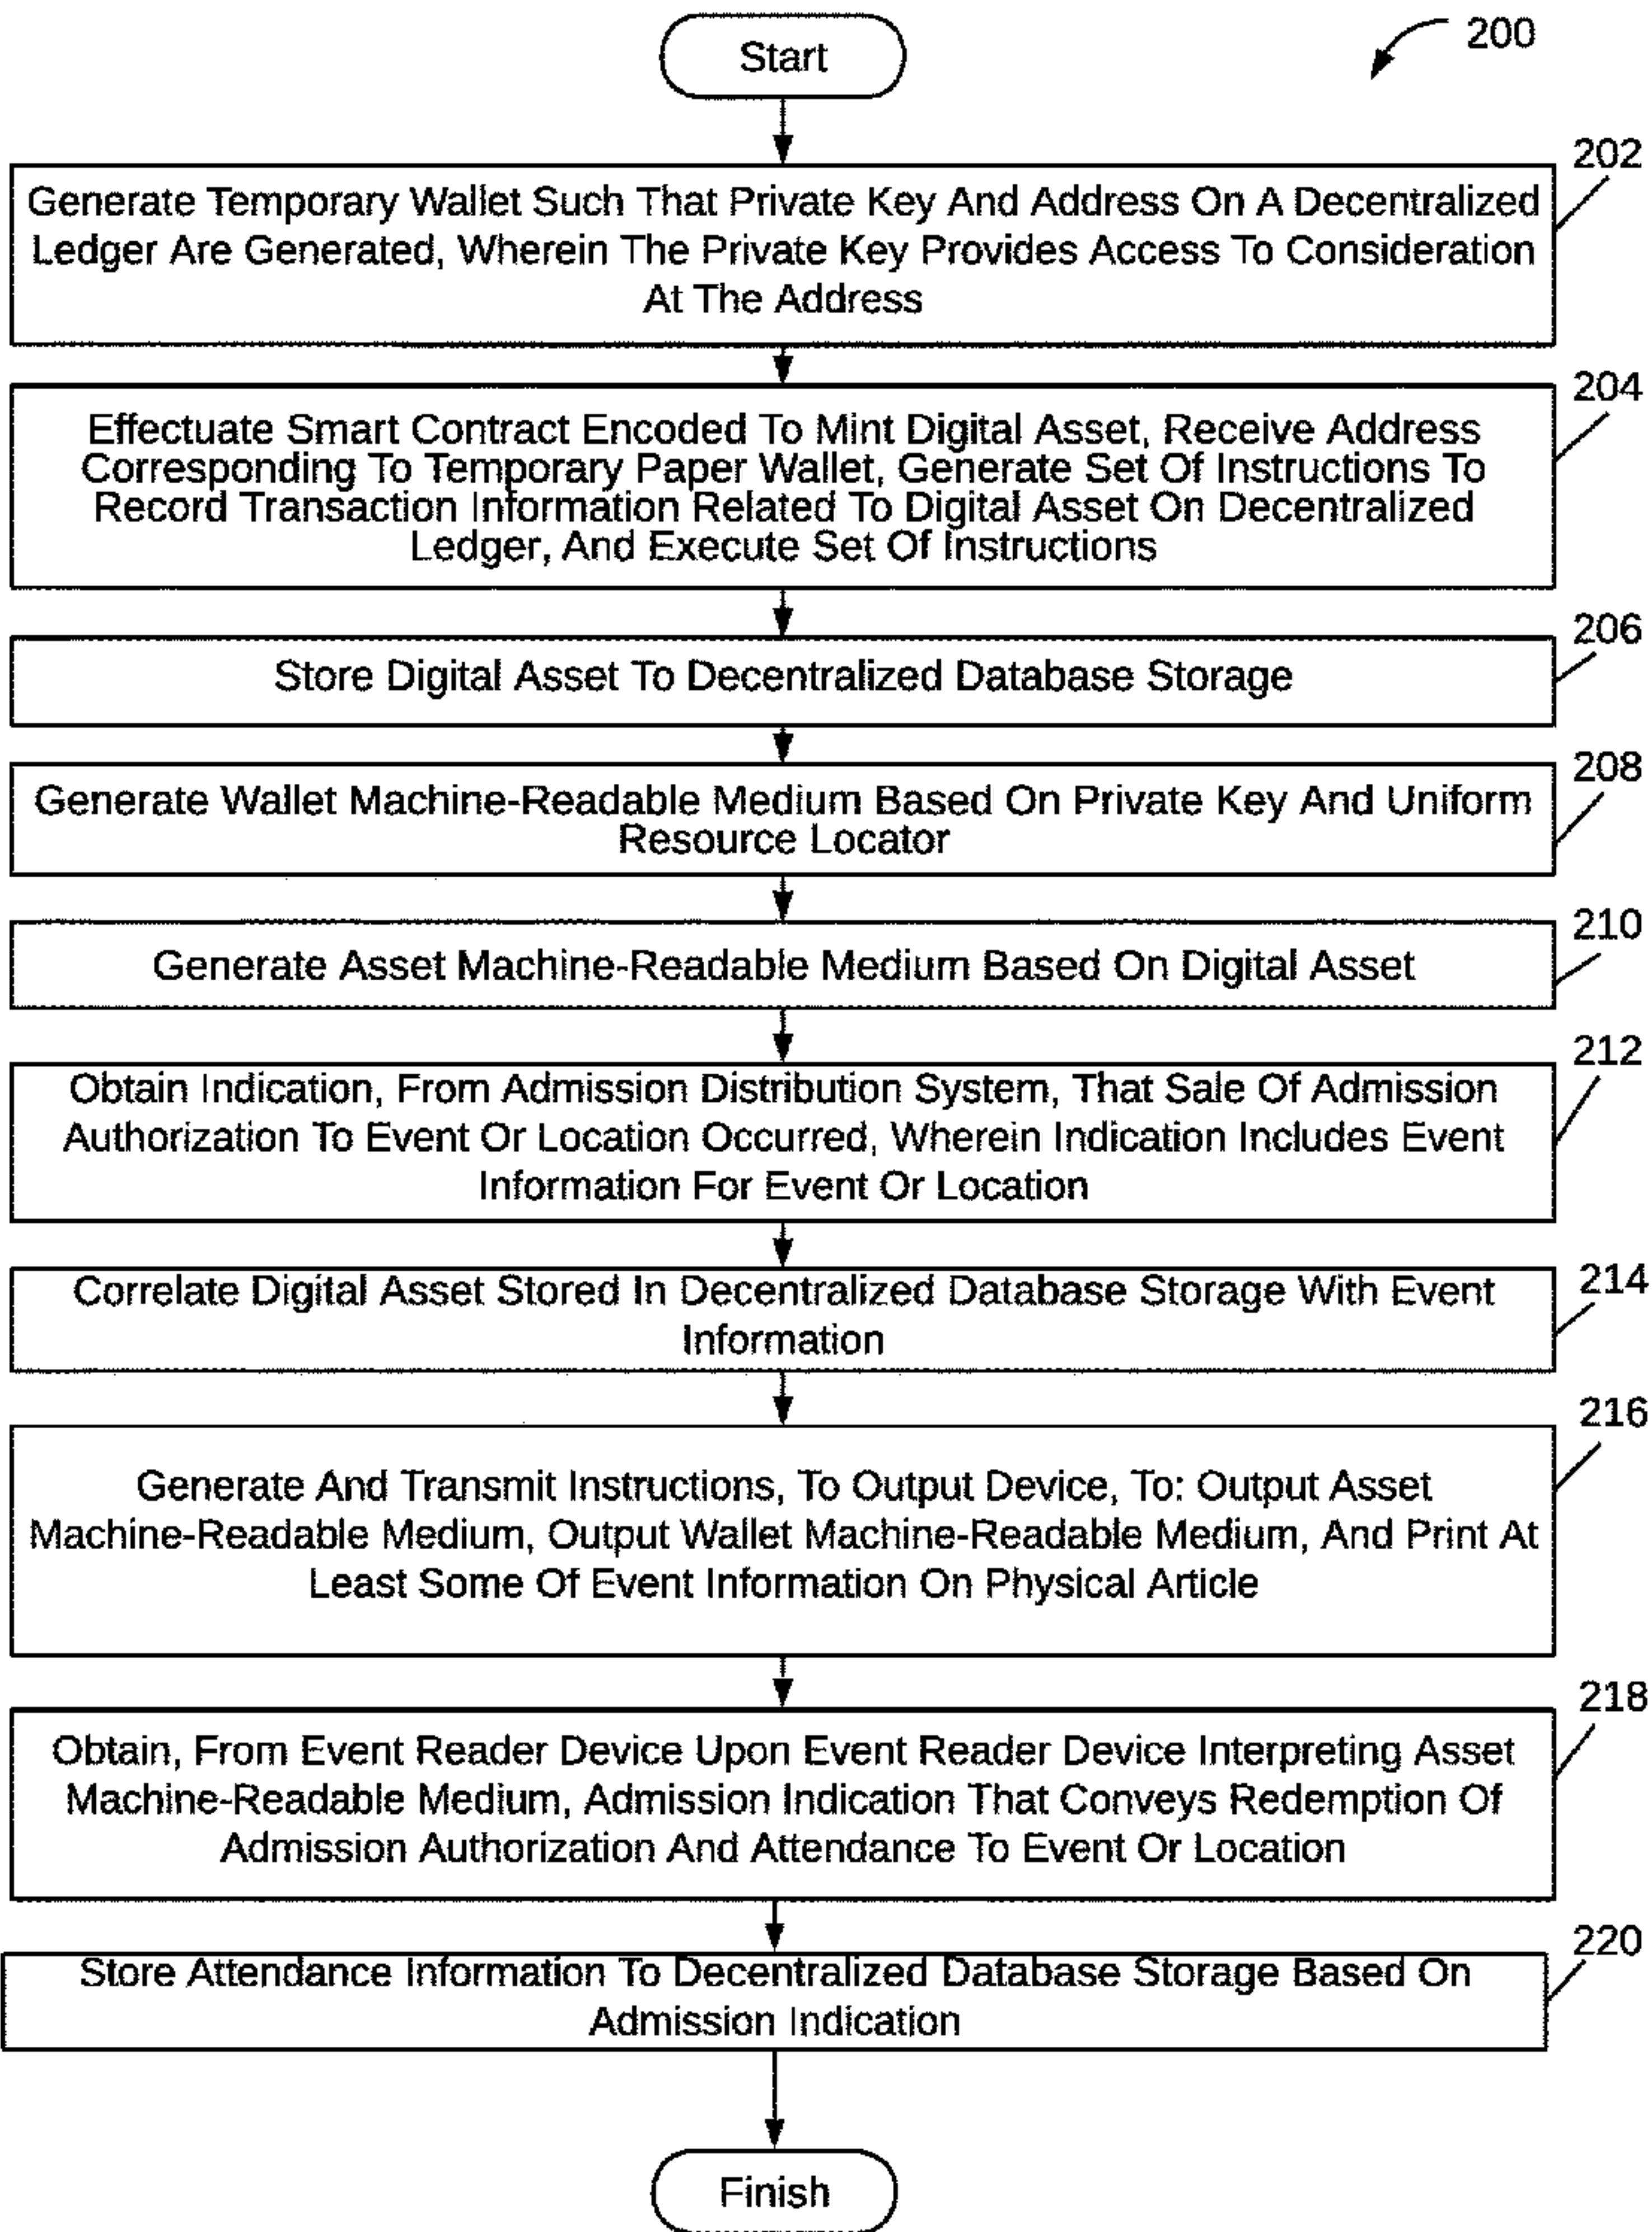 Start
200
202
Generate Temporary Wallet Such That Private Key And Address On A Decentralized
Ledger Are Generated, Wherein The Private Key Provides Access To Consideration
At The Address
204
Effectuate Smart Contract Encoded To Mint Digital Asset, Receive Address
Corresponding To Temporary Paper Wallet, Generate Set Of Instructions To
Record Transaction Information Related To Digital Asset On Decentralized
Ledger, And Execute Set Of Instructions
206
Store Digital Asset To Decentralized Database Storage
208
Generate Wallet Machine-Readable Medium Based On Private Key And Uniform
Resource Locator
210
Generate Asset Machine-Readable Medium Based On Digital Asset
212
Obtain Indication, From Admission Distribution System, That Sale Of Admission
Authorization To Event Or Location Occurred, Wherein Indication Includes Event
Information For Event Or Location
214
Correlate Digital Asset Stored In Decentralized Database Storage With Event
Information
216
Generate And Transmit Instructions, To Output Device, To: Output Asset
Machine-Readable Medium, Output Wallet Machine-Readable Medium, And Print At
Least Some Of Event Information On Physical Article
218
Obtain, From Event Reader Device Upon Event Reader Device Interpreting Asset
Machine-Readable Medium, Admission Indication That Conveys Redemption Of
Admission Authorization And Attendance To Event Or Location
220
Store Attendance Information To Decentralized Database Storage Based On
Admission Indication
Finish